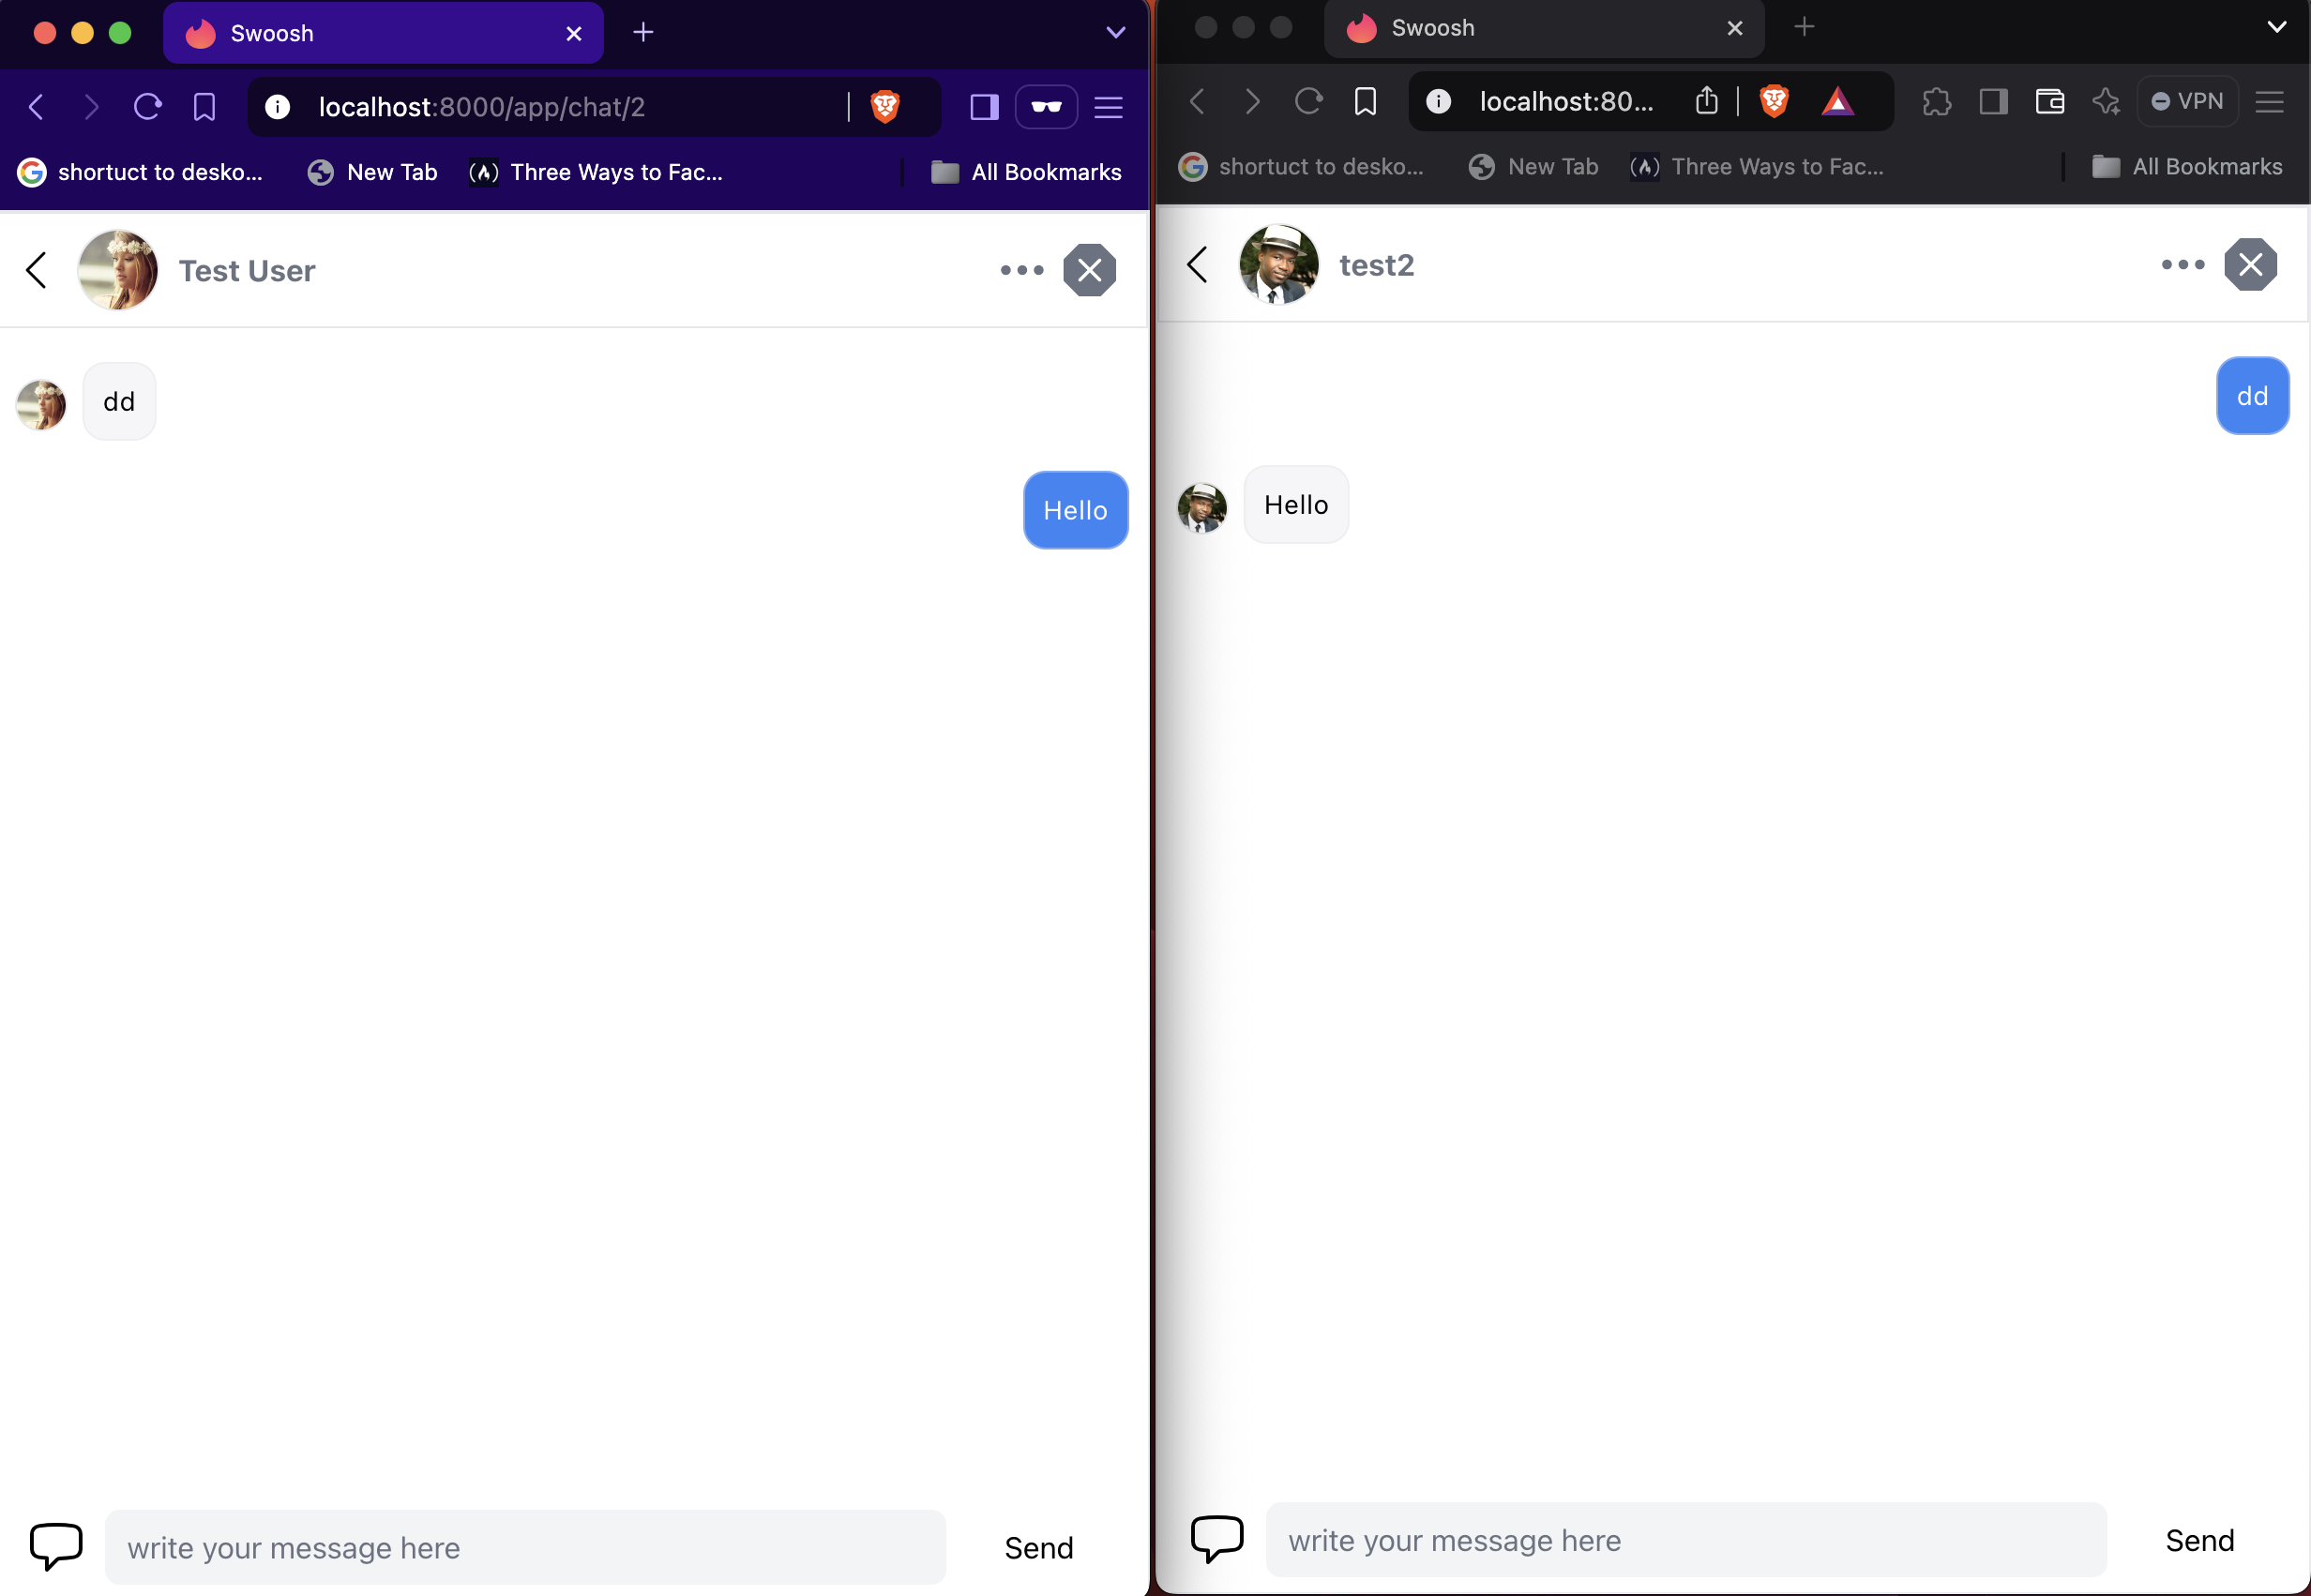 Swoosh
localhost:8000/app/chat/2
shortuct to desko...
New Tab
Three Ways to Fac...
All Bookmarks
Test User
dd
Hello
write your message here
Send
Swoosh
localhost:80...
VPN
shortuct to desko...
New Tab
Three Ways to Fac...
All Bookmarks
test2
dd
Hello
write your message here
Send